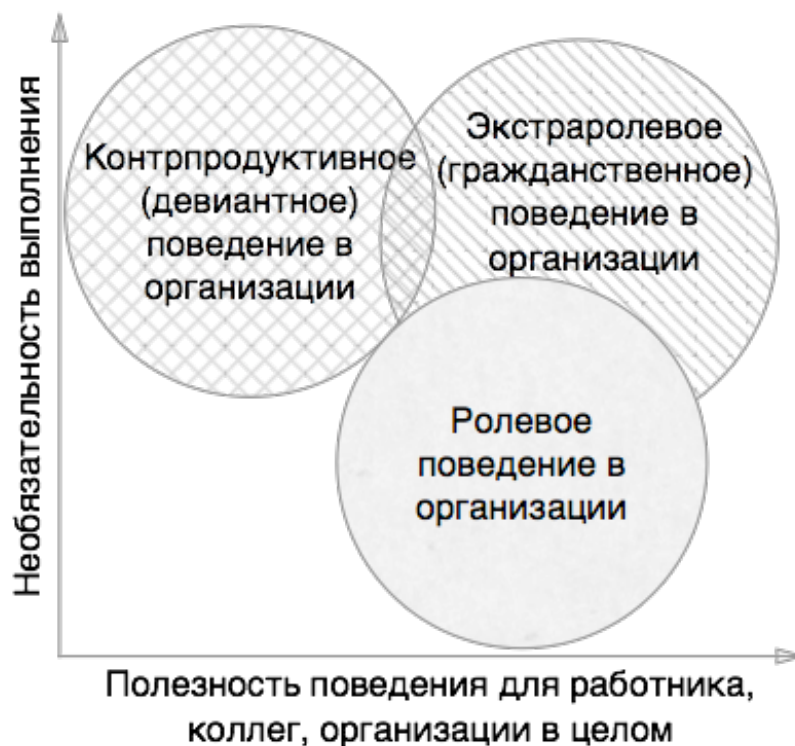 Необязательность выполнения
Контрпродуктивное
(девиантное)
поведение в
организации
Экстраролевое
(гражданственное)
поведение в
организации
Ролевое
поведение в
организации
Полезность поведения для работника,
коллег, организации в целом